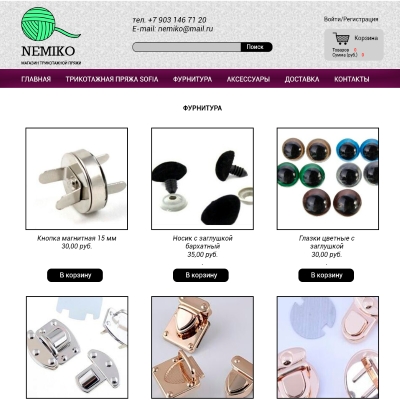 NEMIKO
МАГАЗИН ТРИКОТАЖНОЙ ПРЯЖИ
тел. +7 903 146 71 20
E-mail: nemiko@mail.ru
Поиск
Войти/Регистрация
Корзина
Товаров 0
Сумма (руб.) 0
ГЛАВНАЯ ТРИКОТАЖНАЯ ПРЯЖА SOFIA ФУРНИТУРА АКСЕССУАРЫ ДОСТАВКА КОНТАКТЫ
ФУРНИТУРА
Кнопка магнитная 15 мм
30,00 руб.
В корзину
Носик с заглушкой
бархатный
35,00 руб.
В корзину
Глазки цветные с
заглушкой
30,00 руб.
В корзину